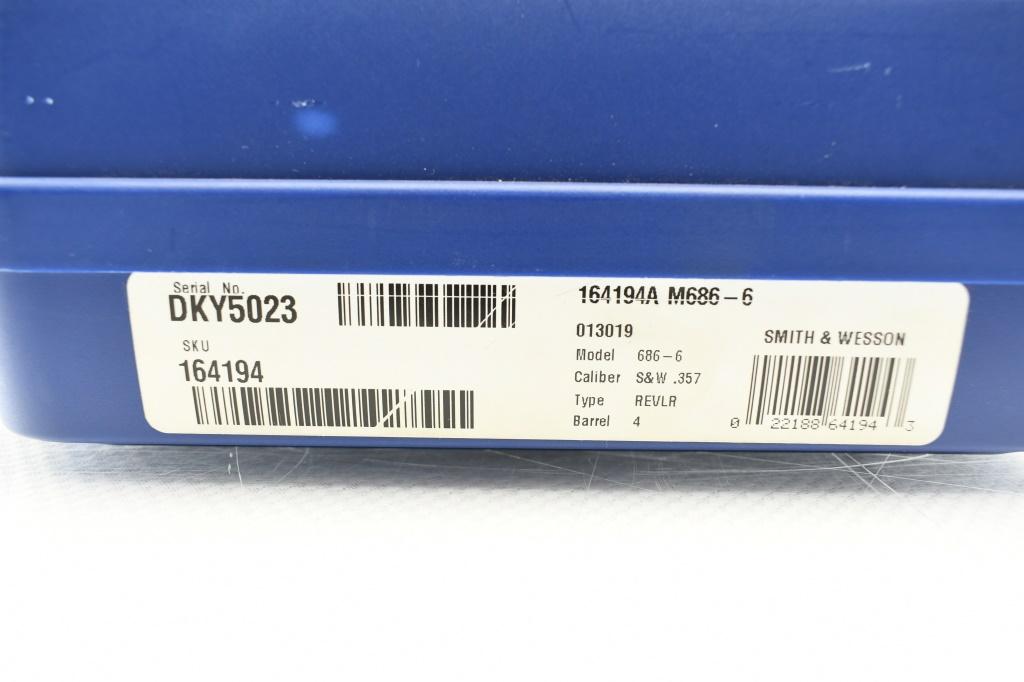 Serial No.
DKY5023
SKU
164194
164194A M686-6
013019
Model 686-6
Caliber S&W .357
Type REVLR
Barrel 4
SMITH & WESSON
0 22188 64194 3